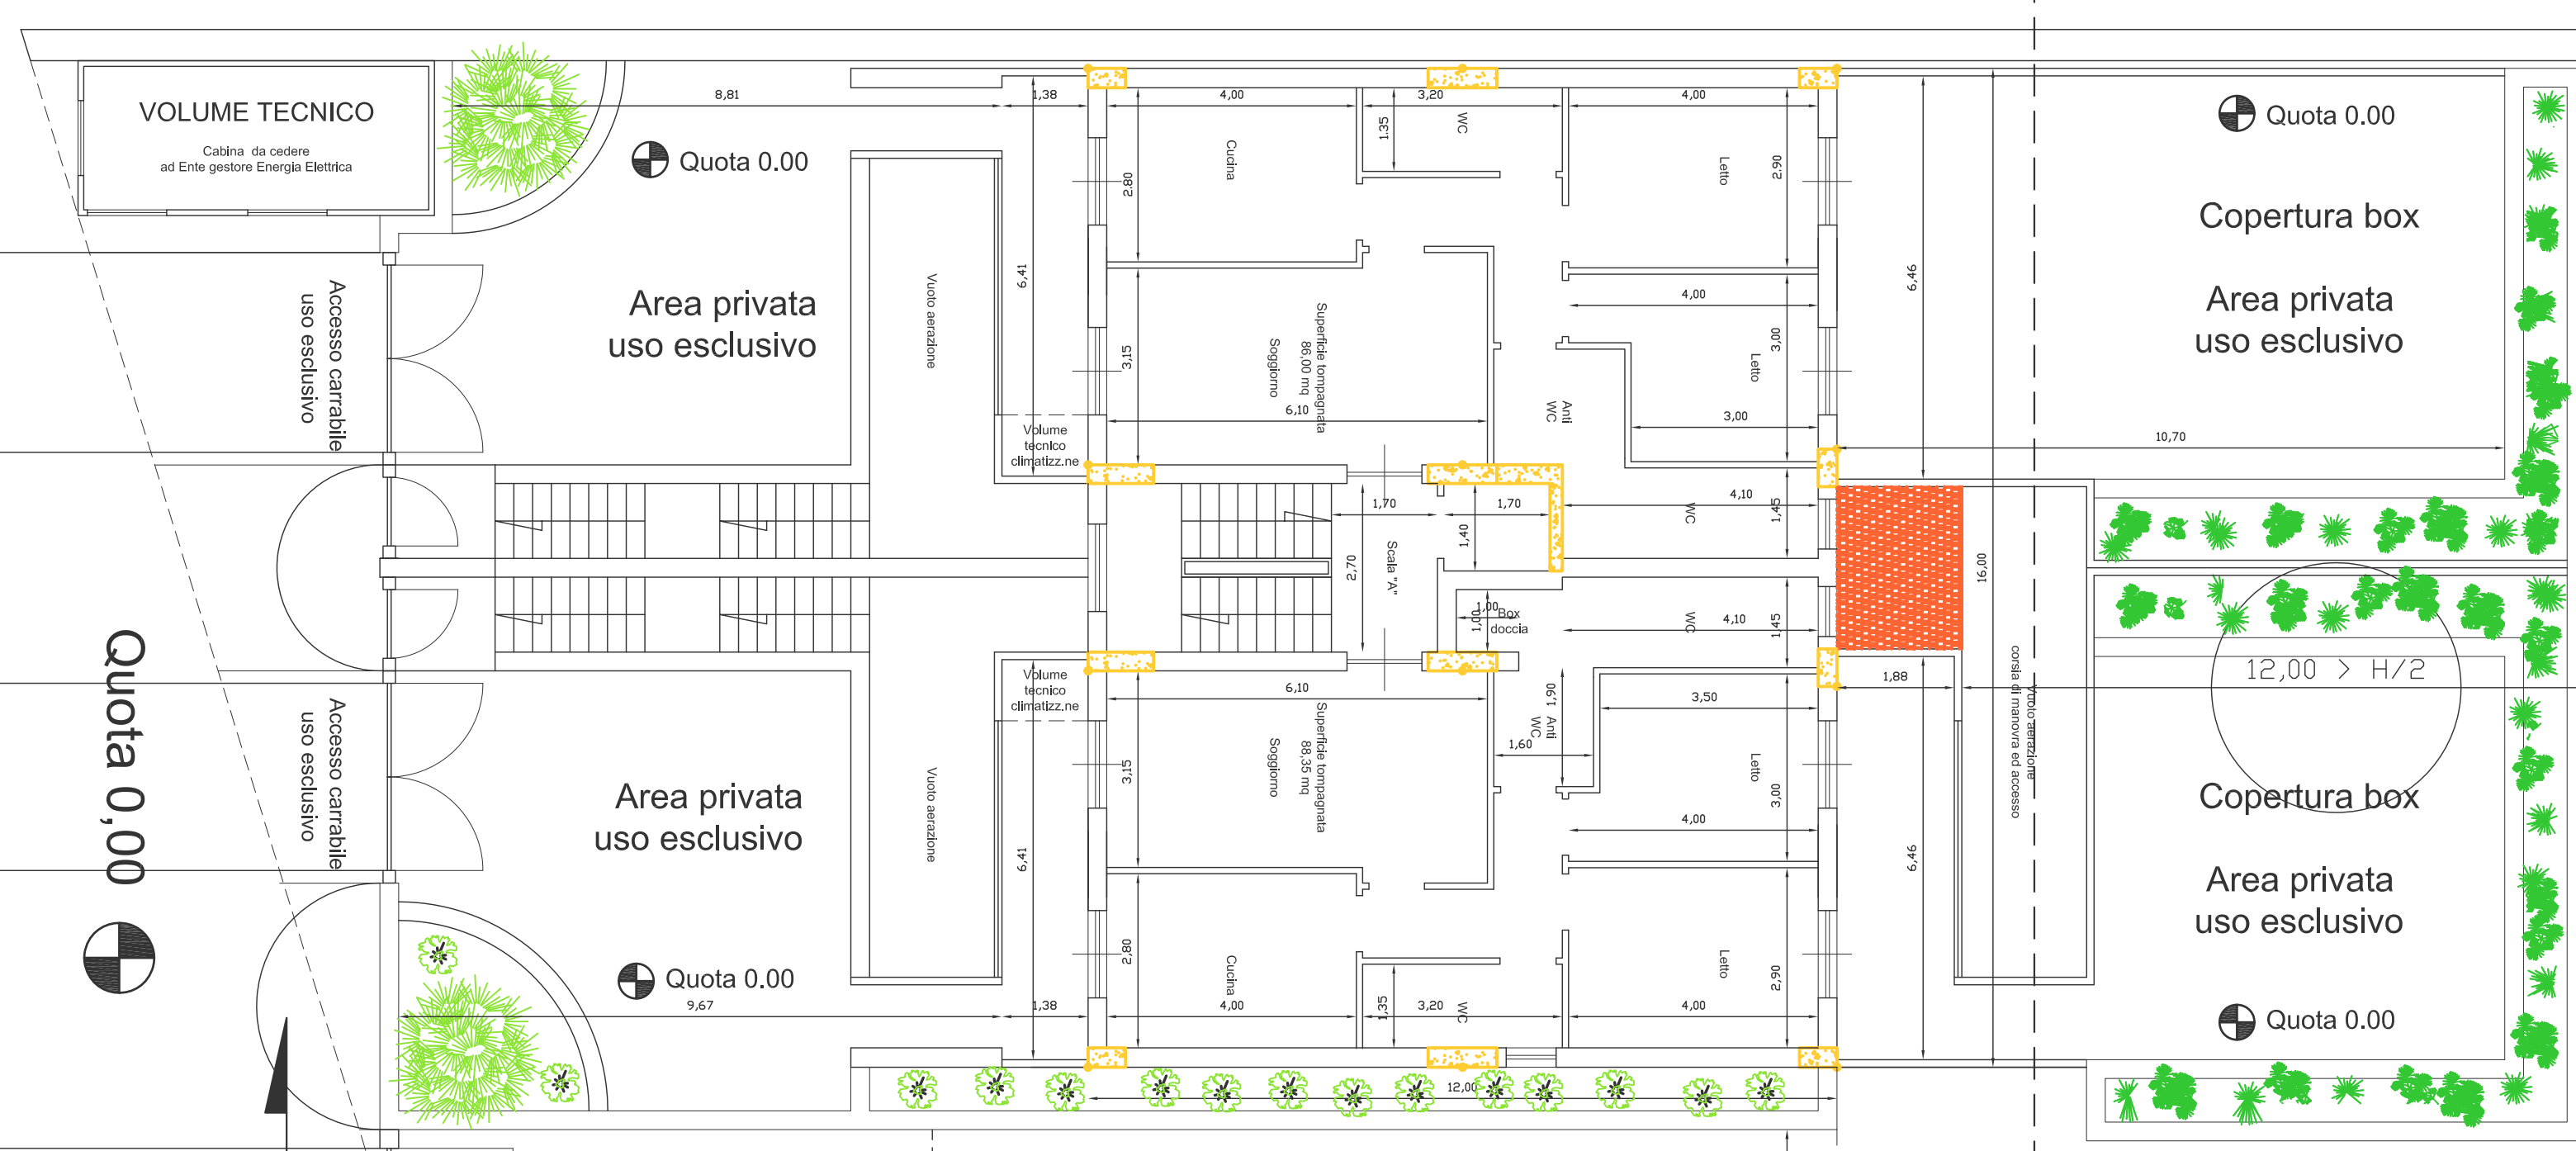 VOLUME TECNICO
Cabina da cedere
ad Ente gestore Energia Elettrica
8,81
1,38
4,00
3,20
4,00
Quota 0.00
Quota 0.00
1.35
WC
Cucina
Letto
2.80
2.90
Copertura box
Area privata
uso esclusivo
Accesso carrabile
uso esclusivo
Area privata
uso esclusivo
Vuoto aerazione
6,41
3,15
Soggiorno
Superficie tompagnata
86,00 mq
6,10
4,00
3,00
Letto
3,00
Anti
WC
6,46
10,70
Volume
tecnico
climatizz.ne
1,70
1,70
1,40
2,70
Scala "A"
4,10
WC
1,45
16,00
1,00
1,00
Box
doccia
4,10
WC
1,45
Volume
tecnico
climatizz.ne
6,10
1,90
Anti
WC
1,60
3,50
1,88
12,00 > H/2
Vuoto aerazione
corsia di manovra ed accesso
Quota 0,000
Accesso carrabile
uso esclusivo
Area privata
uso esclusivo
Vuoto aerazione
6,41
3,15
Soggiorno
Superficie tompagnata
88,35 mq
Letto
3,00
4,00
6,46
Copertura box
Area privata
uso esclusivo
Quota 0.00
9,67
1,38
2,80
Cucina
4,00
1,35
3,20
WC
4,00
Letto
2,90
Quota 0.00
12,00